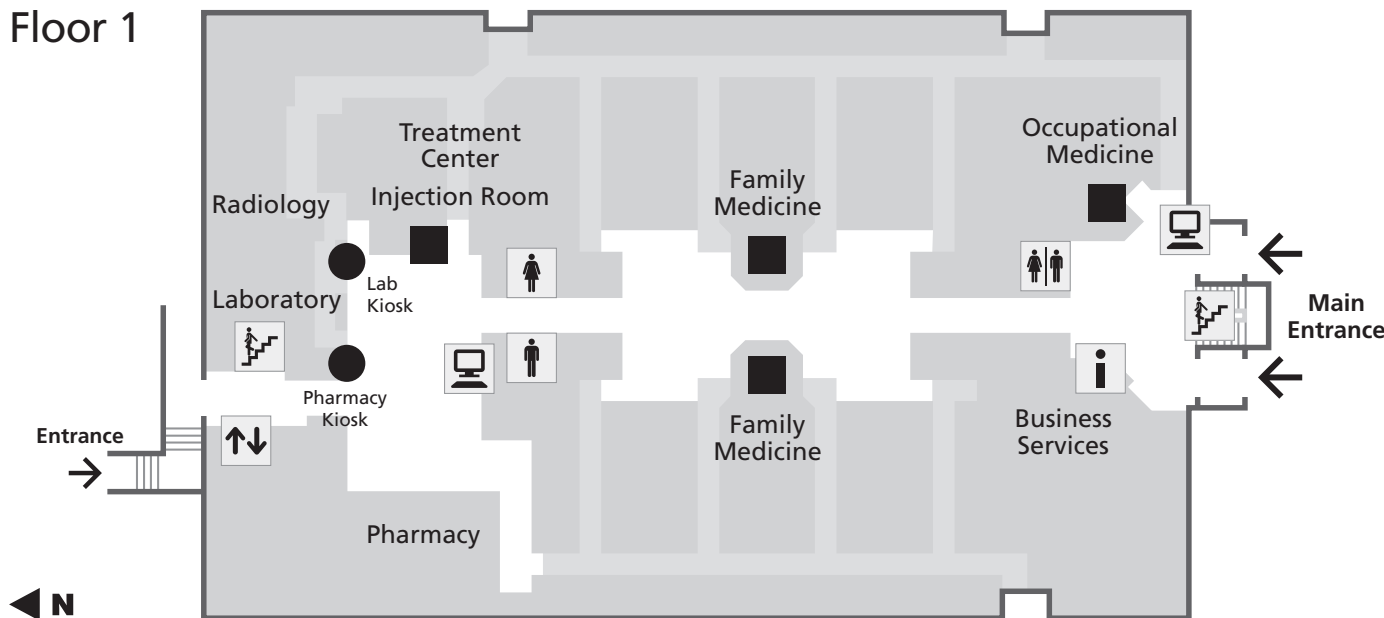 Floor 1
Treatment
Center
Injection Room
Radiology
Lab
Kiosk
Laboratory
Pharmacy
Kiosk
Entrance
Pharmacy
Family
Medicine
Family
Medicine
Occupational
Medicine
Main
Entrance
Business
Services
N